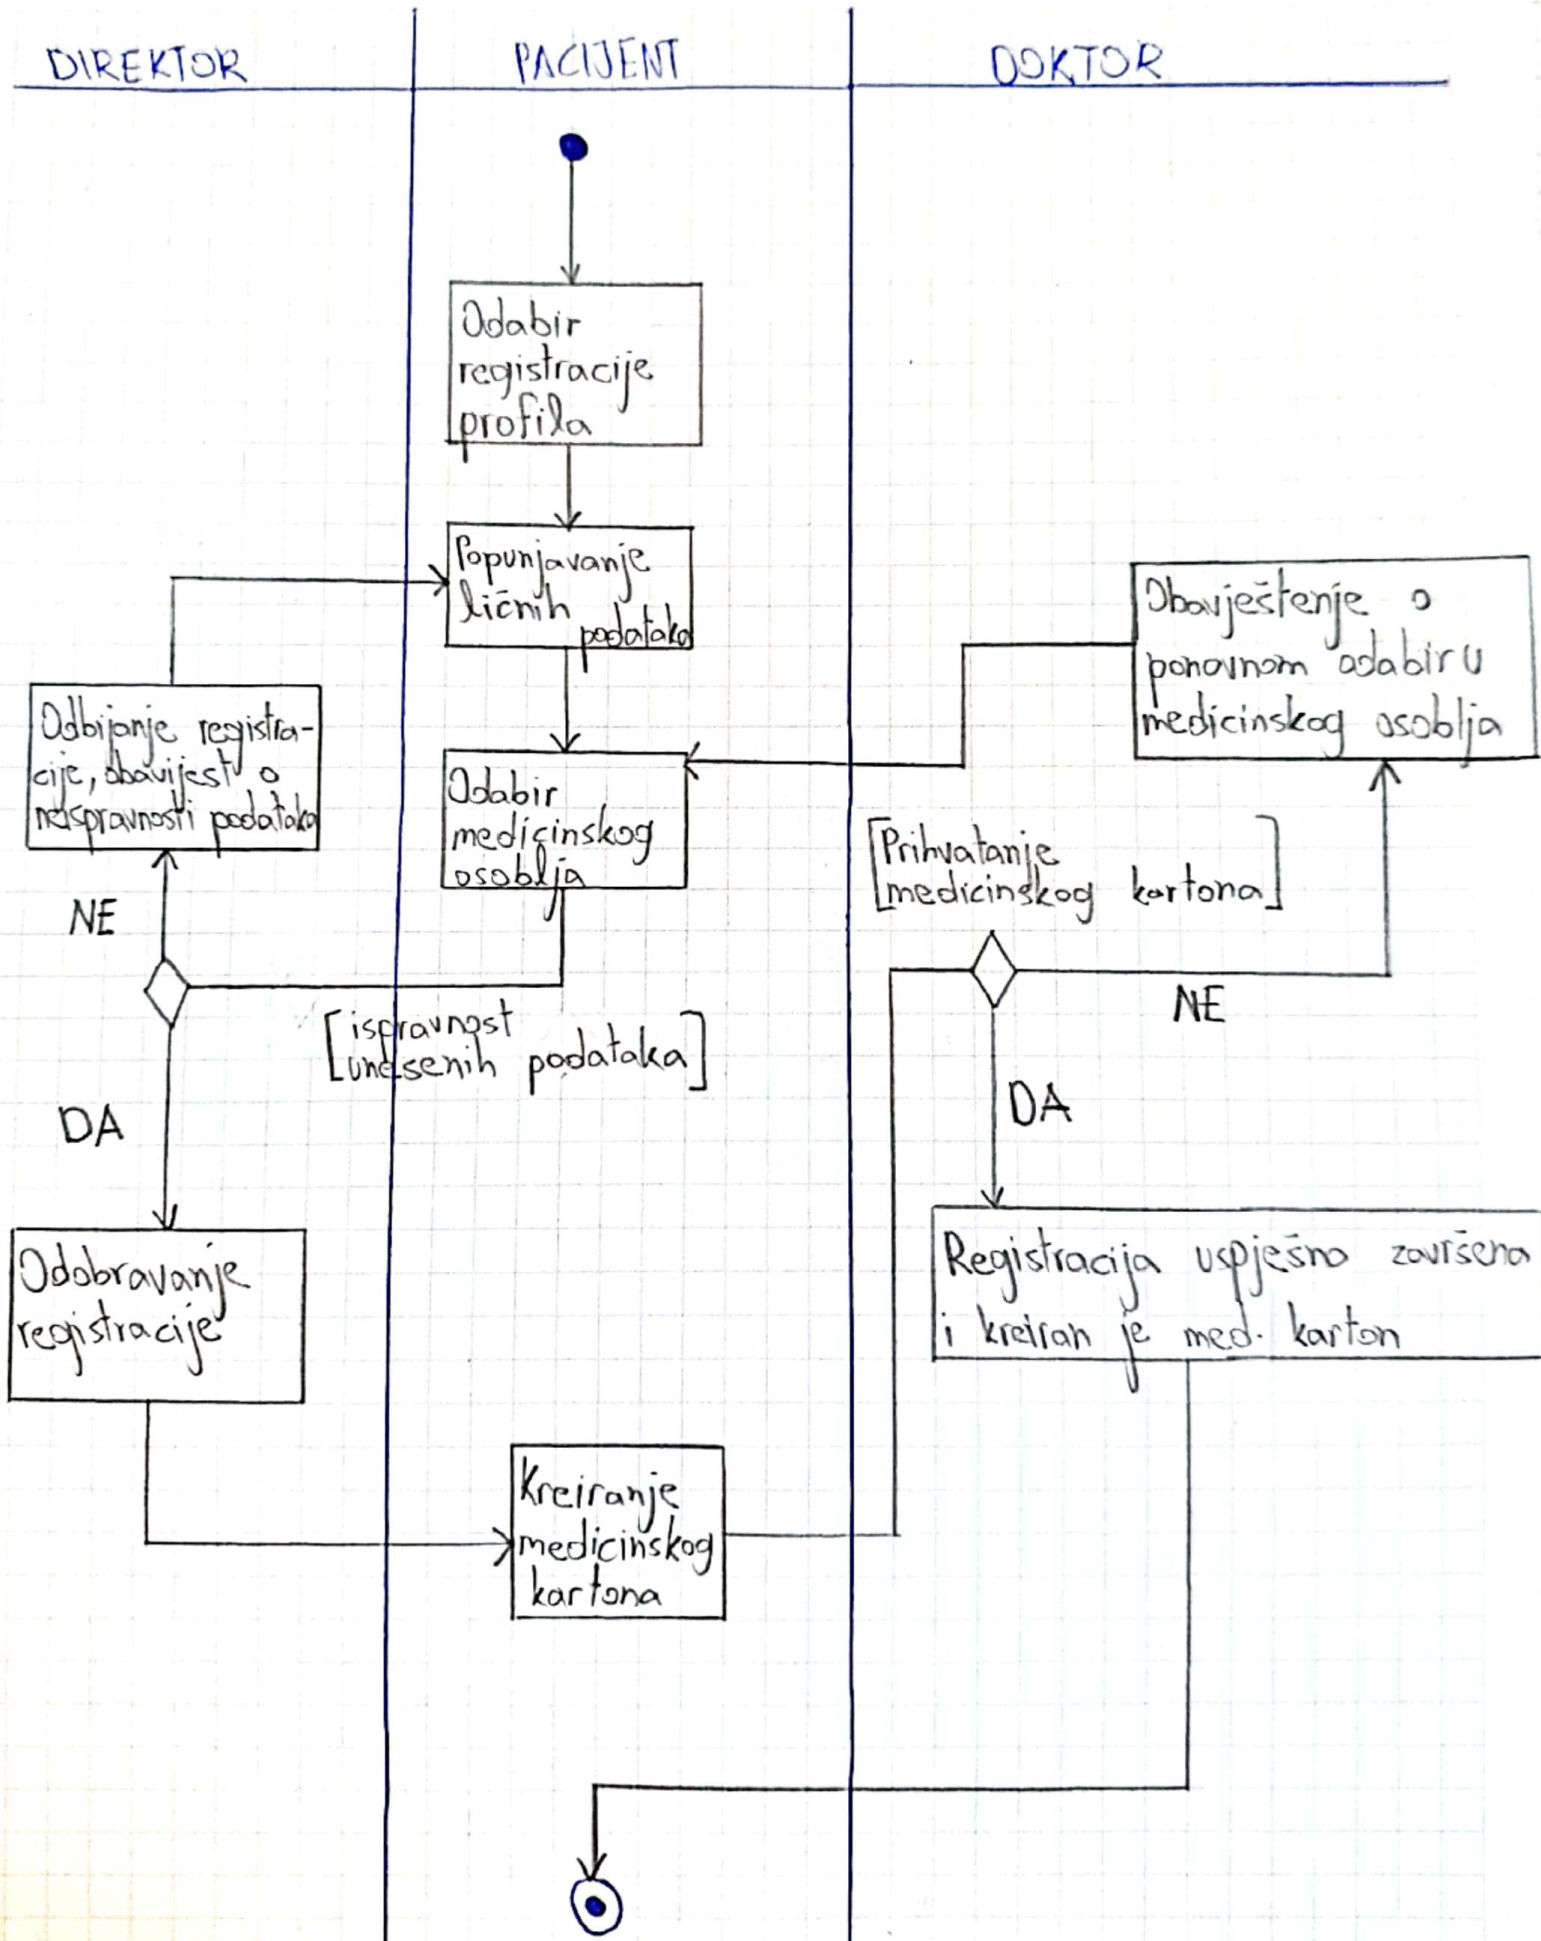 DIREKTOR
PACIJENT
DOKTOR
Odabir
registracije
profila
Popunjavanje
ličnih
podataka
Obavještenje o
ponovnom odabiru
medicinskog osoblja
Odbijanje registra-
cije, obavijest o
neispravnosti podataka
Odabir
medicinskog
osoblja
[Prihvatanje
medicinskog kartona]
NE
[ispravnost
unesenih podataka]
NE
DA
DA
Odobravanje
registracije
Registracija uspješno završena
i kreiran je med. karton
Kreiranje
medicinskog
kartona